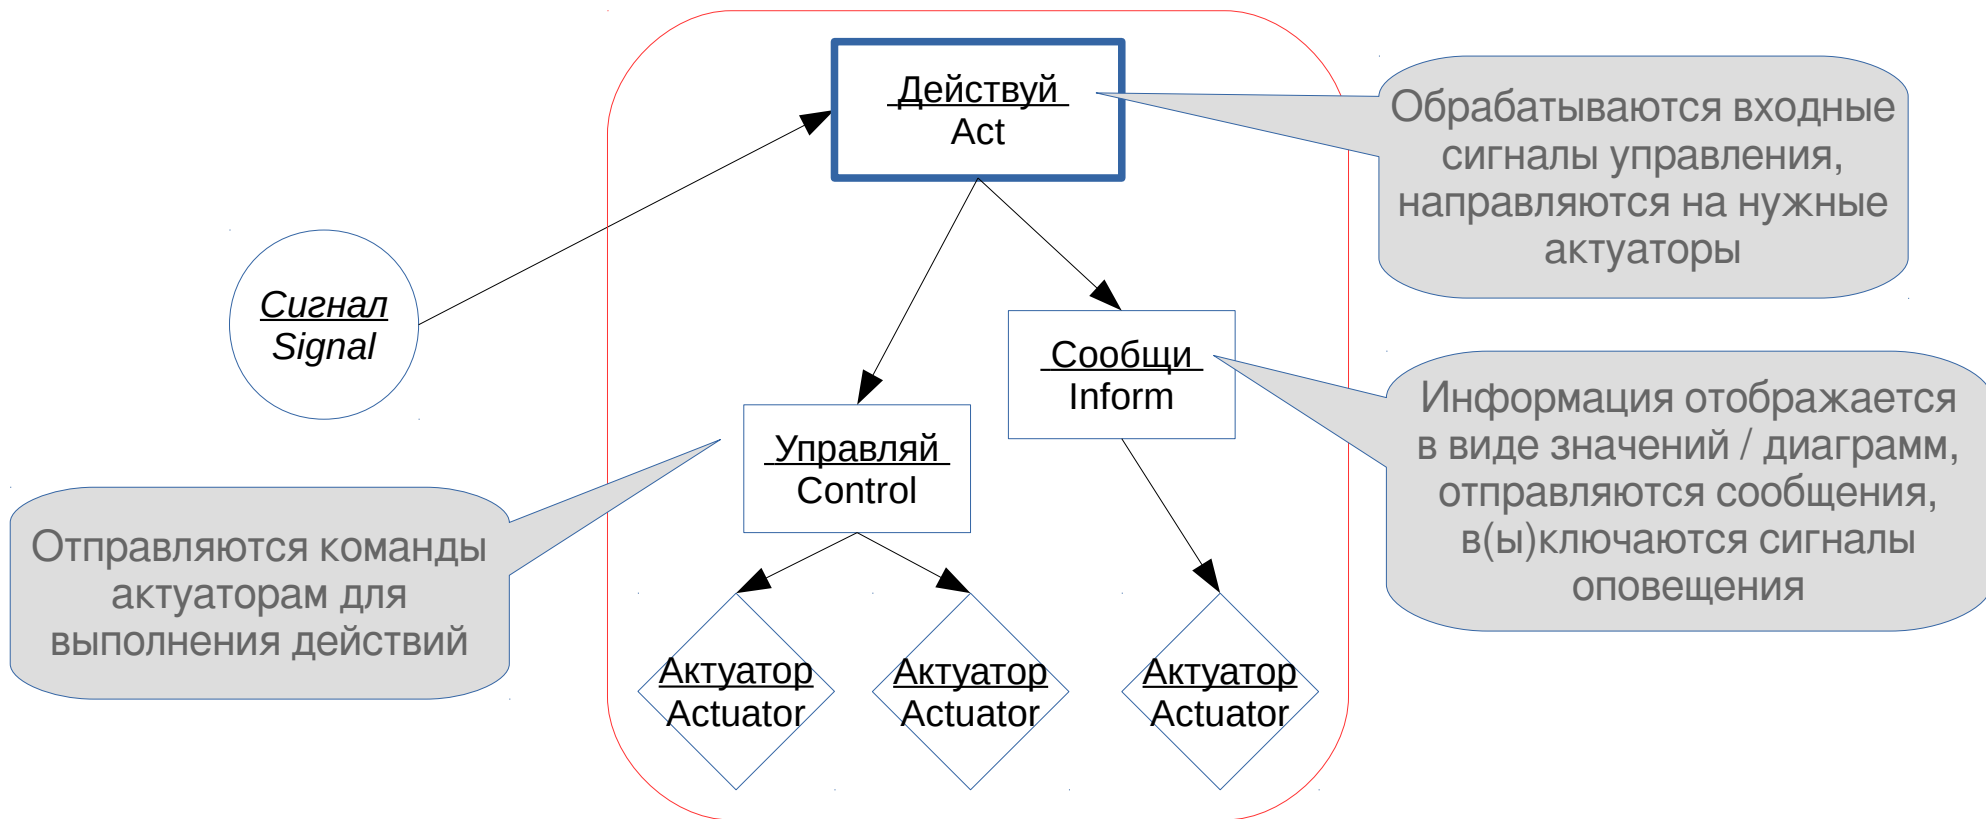 Действуй
Act
Обрабатываются входные
сигналы управления,
направляются на нужные
актуаторы
Сигнал
Signal
Сообщи
Inform
Информация отображается
в виде значений / диаграмм,
отправляются сообщения,
в(ы)ключаются сигналы
оповещения
Управляй
Control
Отправляются команды
актуаторам для
выполнения действий
Актуатор
Actuator
Актуатор
Actuator
Актуатор
Actuator